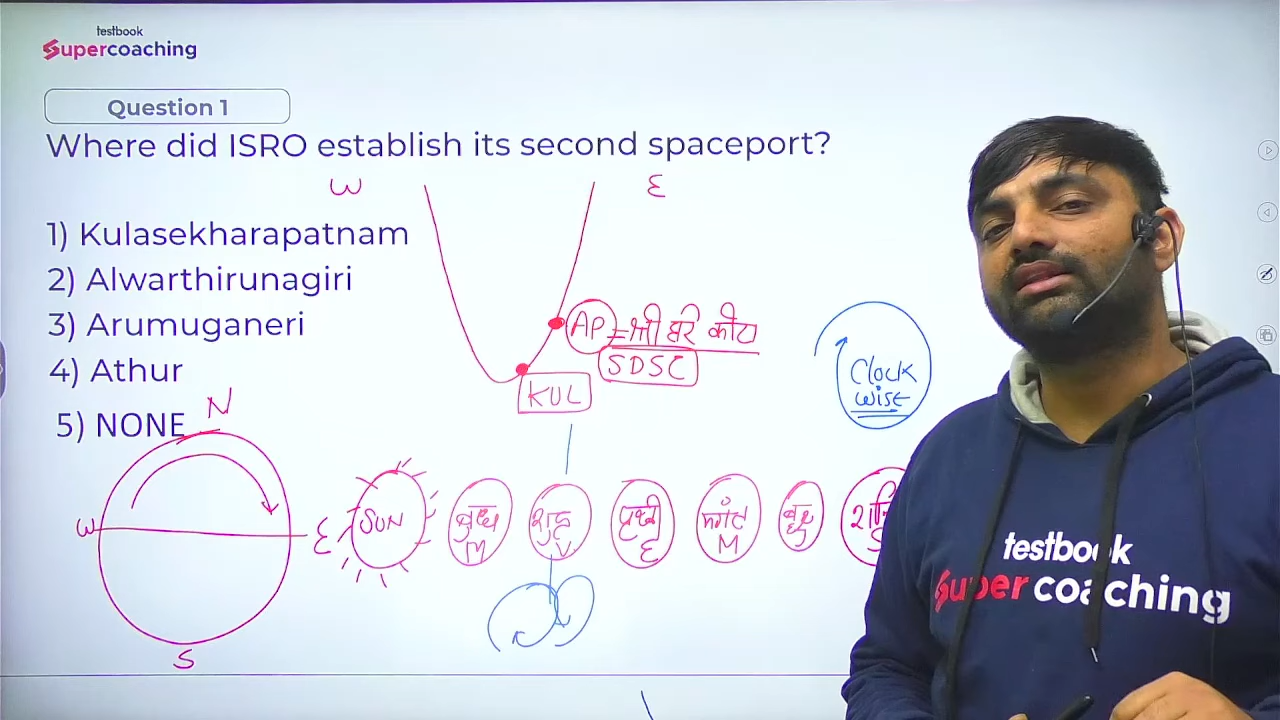 testbook
Supercoaching
Question 1
Where did ISRO establish its second spaceport?
W
E
1) Kulasekharapatnam
2) Alwarthirunagiri
3) Arumuganeri
4) Athur
5) NONE
AP = श्री हरि कोटा
SDSC
KUL
Clock
wise
N
W
E
S
SUN
बुध
M
शुक्र
V
पृथ्वी
E
मंगल
M
शनि
S
testbook
Supercoaching